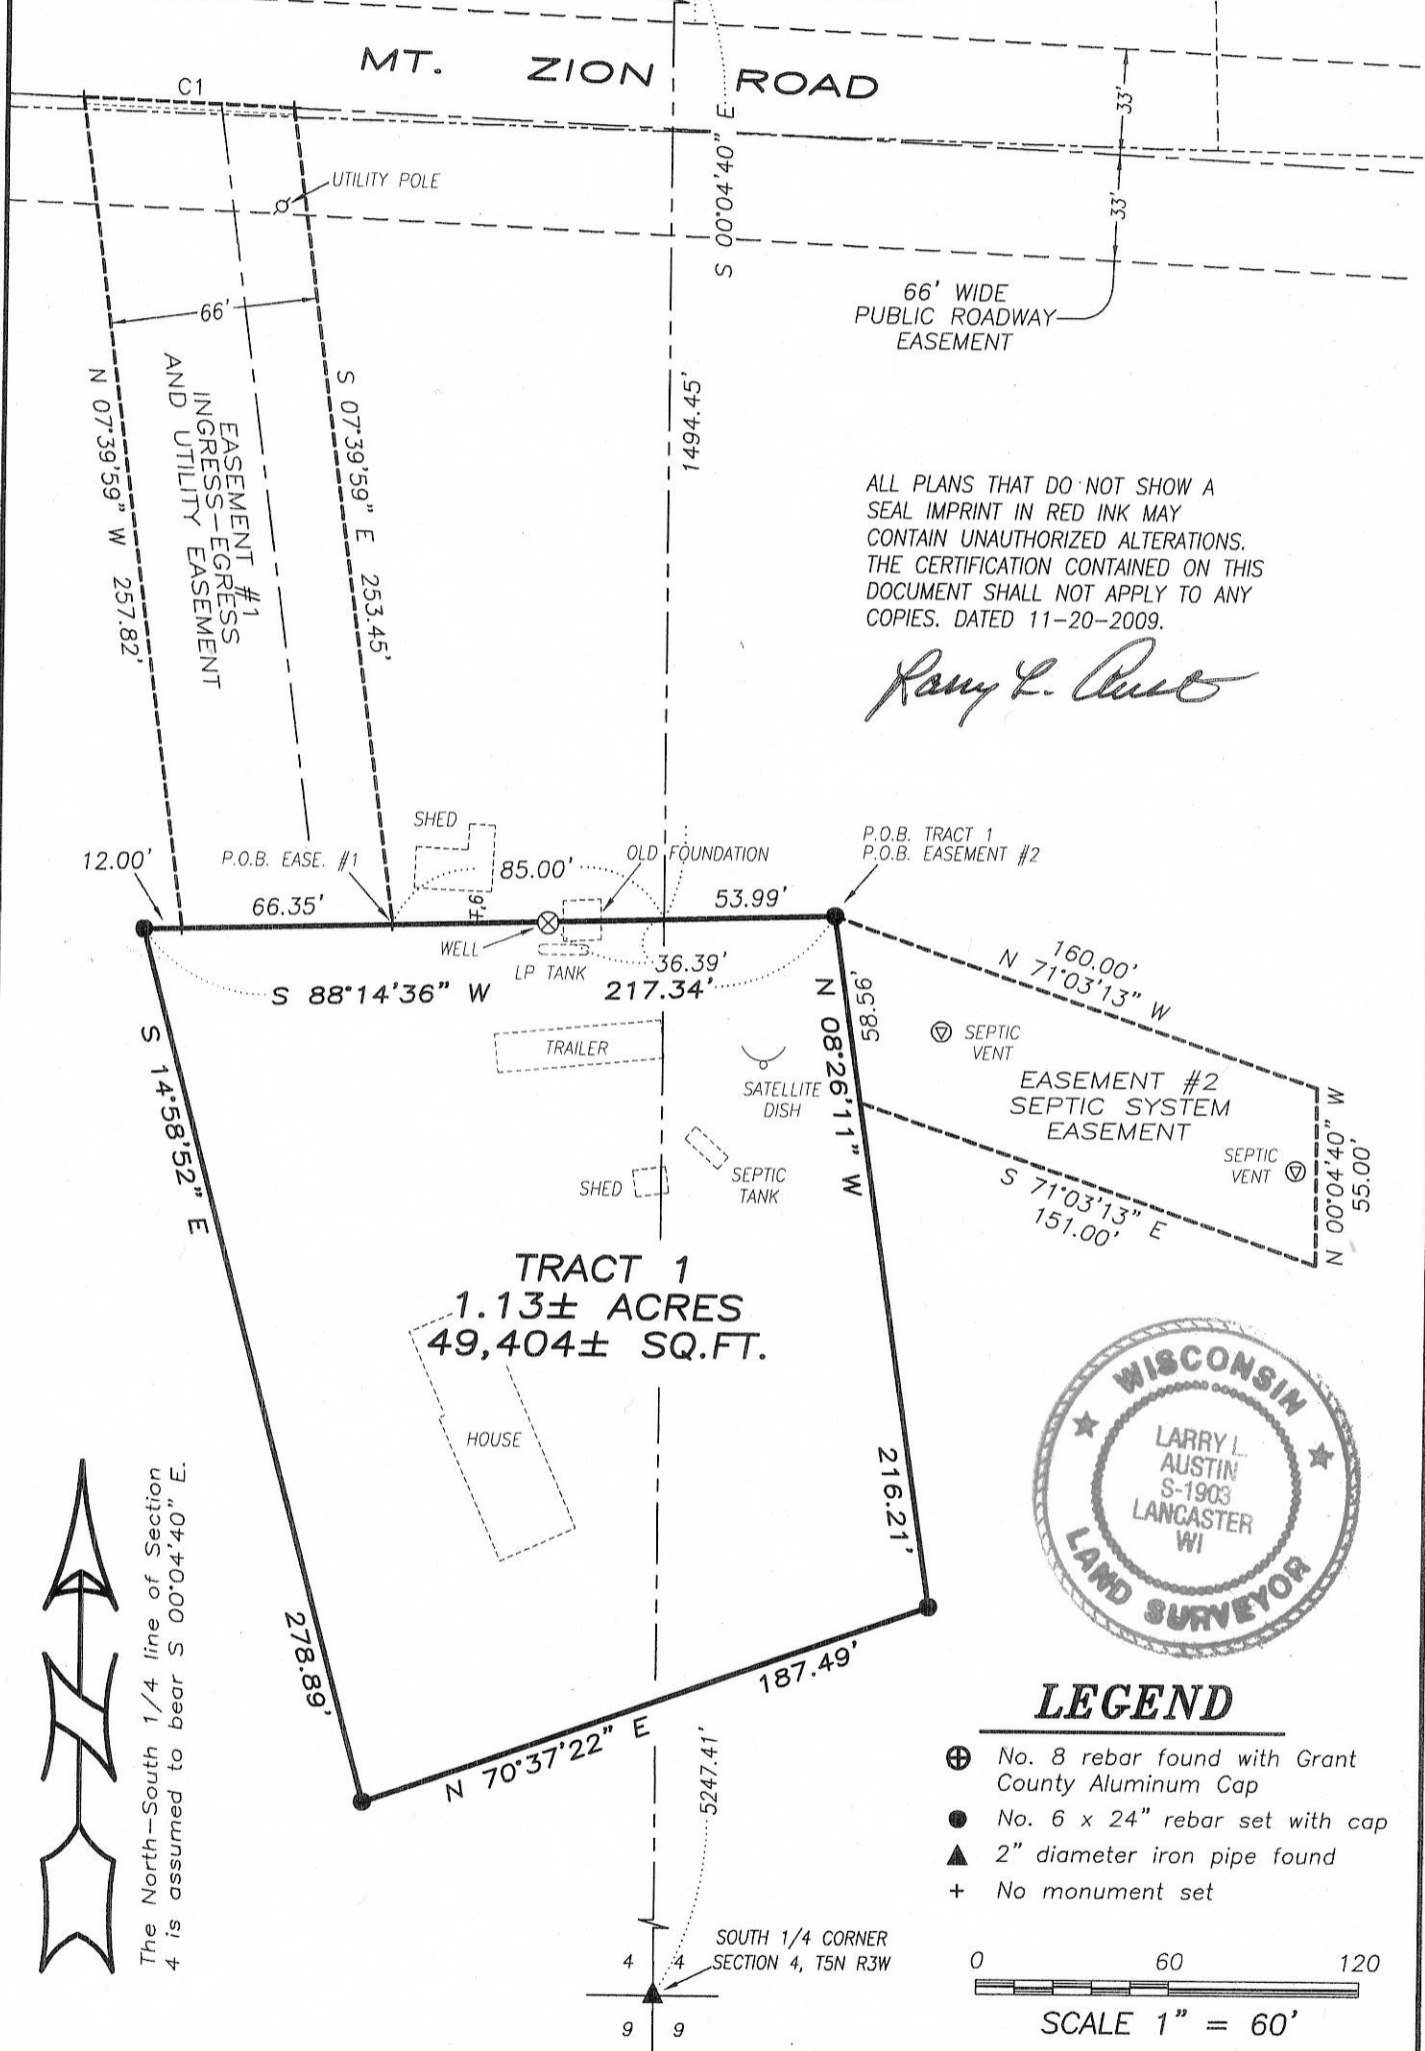 MT. ZION ROAD
C1
33'
33'
S 00°04'40" E
UTILITY POLE
66'
66' WIDE
PUBLIC ROADWAY
EASEMENT
N 07°39'59" W 257.82'
EASEMENT #1
INGRESS-EGRESS
AND UTILITY EASEMENT
S 07°39'59" E 253.45'
1494.45'
ALL PLANS THAT DO NOT SHOW A
SEAL IMPRINT IN RED INK MAY
CONTAIN UNAUTHORIZED ALTERATIONS.
THE CERTIFICATION CONTAINED ON THIS
DOCUMENT SHALL NOT APPLY TO ANY
COPIES. DATED 11-20-2009.
Larry L. Austin
SHED
12.00'
P.O.B. EASE. #1
85.00'
OLD FOUNDATION
P.O.B. TRACT 1
P.O.B. EASEMENT #2
66.35'
9'±
53.99'
WELL
LP TANK
36.39'
S 88°14'36" W
217.34'
160.00'
N 71°03'13" W
58.56'
N 08°26'11" W
216.21'
SEPTIC
VENT
TRAILER
SATELLITE
DISH
EASEMENT #2
SEPTIC SYSTEM
EASEMENT
SEPTIC
VENT
N 00°04'40" W
55.00'
S 71°03'13" E
151.00'
S 14°58'52" E
278.89'
SHED
SEPTIC
TANK
TRACT 1
1.13± ACRES
49,404± SQ.FT.
HOUSE
WISCONSIN
LARRY L.
AUSTIN
S-1903
LANCASTER
WI
LAND SURVEYOR
187.49'
N 70°37'22" E
The North-South 1/4 line of Section
4 is assumed to bear S 00°04'40" E.
N
5247.41'
LEGEND
No. 8 rebar found with Grant
County Aluminum Cap
No. 6 x 24" rebar set with cap
2" diameter iron pipe found
+ No monument set
SOUTH 1/4 CORNER
SECTION 4, T5N R3W
4 4
9 9
0 60 120
SCALE 1" = 60'